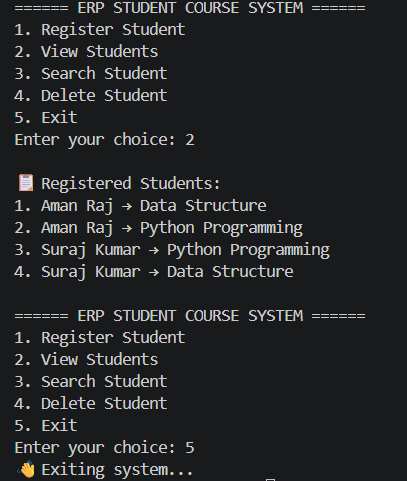 ====== ERP STUDENT COURSE SYSTEM ======
1. Register Student
2. View Students
3. Search Student
4. Delete Student
5. Exit
Enter your choice: 2
📋 Registered Students:
1. Aman Raj → Data Structure
2. Aman Raj → Python Programming
3. Suraj Kumar → Python Programming
4. Suraj Kumar → Data Structure
====== ERP STUDENT COURSE SYSTEM ======
1. Register Student
2. View Students
3. Search Student
4. Delete Student
5. Exit
Enter your choice: 5
👋 Exiting system...